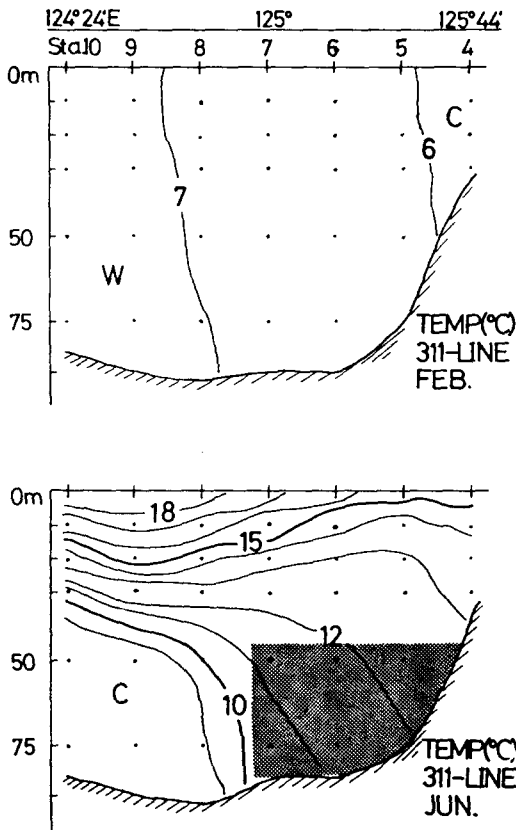 124°24'E 125° 125°44'
Sta.10 9 8 7 6 5 4
0m
C
6
7
50
W
75
TEMP(°C)
311-LINE
FEB.
0m
18
15
12
50
C
10
75
TEMP(°C)
311-LINE
JUN.